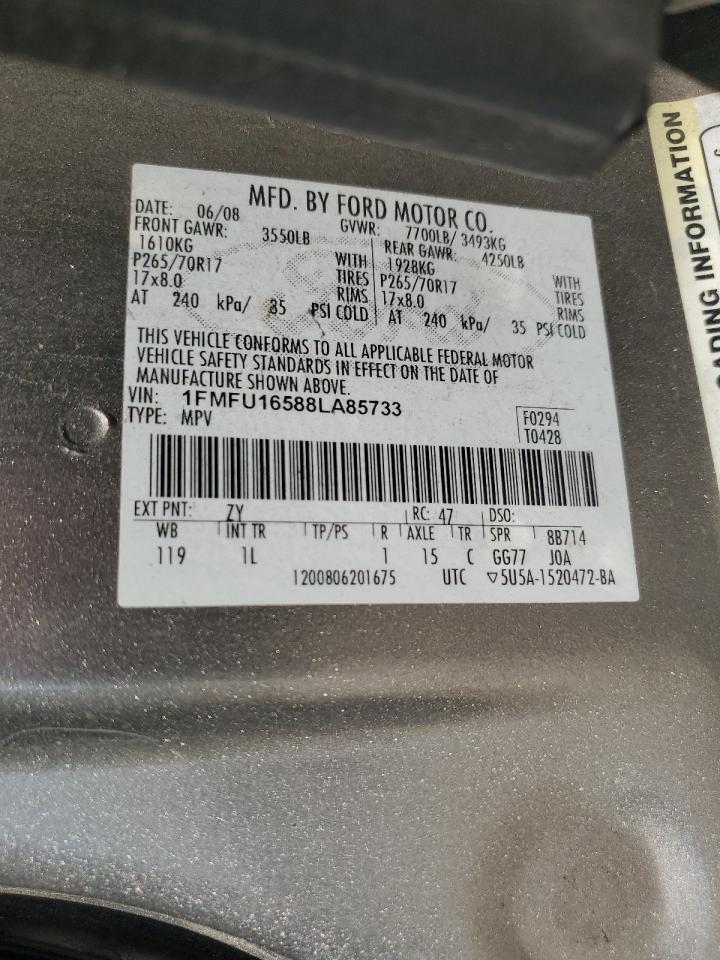 MFD. BY FORD MOTOR CO.
DATE: 06/08 GVWR: 7700LB/ 3493KG
FRONT GAWR: 3550LB REAR GAWR: 4250LB
1610KG WITH 1928KG WITH
P265/70R17 TIRES P265/70R17 TIRES
17x8.0 RIMS 17x8.0 RIMS
AT 240 kPa/ 35 PSI COLD AT 240 kPa/ 35 PSI COLD
THIS VEHICLE CONFORMS TO ALL APPLICABLE FEDERAL MOTOR
VEHICLE SAFETY STANDARDS IN EFFECT ON THE DATE OF
MANUFACTURE SHOWN ABOVE.
VIN: 1FMFU16588LA85733
TYPE: MPV
F0294
T0428
EXT PNT: ZY RC: 47 DSO:
WB INT TR TP/PS R AXLE TR SPR 8B714
119 1L 1 15 C GG77 J0A
1200806201675 UTC ▽5U5A-1520472-BA
ADING INFORMATION